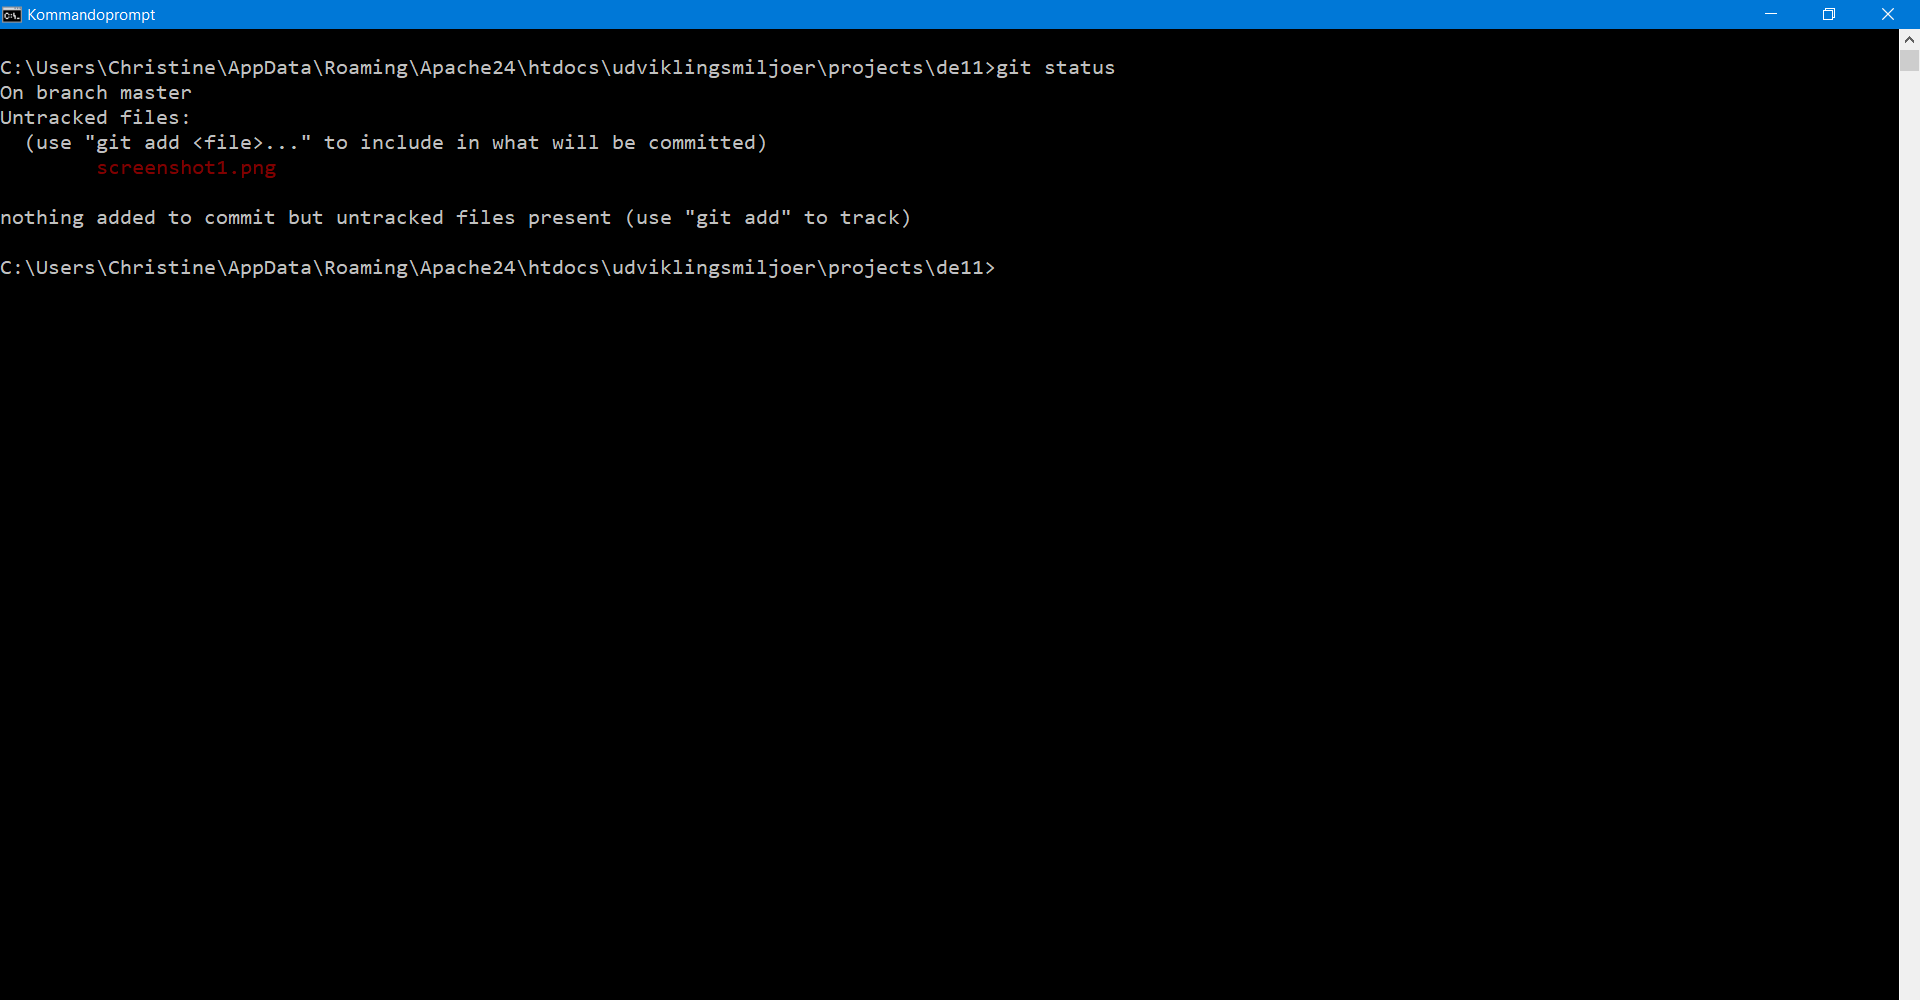 Kommandoprompt
C:\Users\Christine\AppData\Roaming\Apache24\htdocs\udviklingsmiljoer\projects\de11>git status
On branch master
Untracked files:
  (use "git add <file>..." to include in what will be committed)
        screenshot1.png
nothing added to commit but untracked files present (use "git add" to track)
C:\Users\Christine\AppData\Roaming\Apache24\htdocs\udviklingsmiljoer\projects\de11>